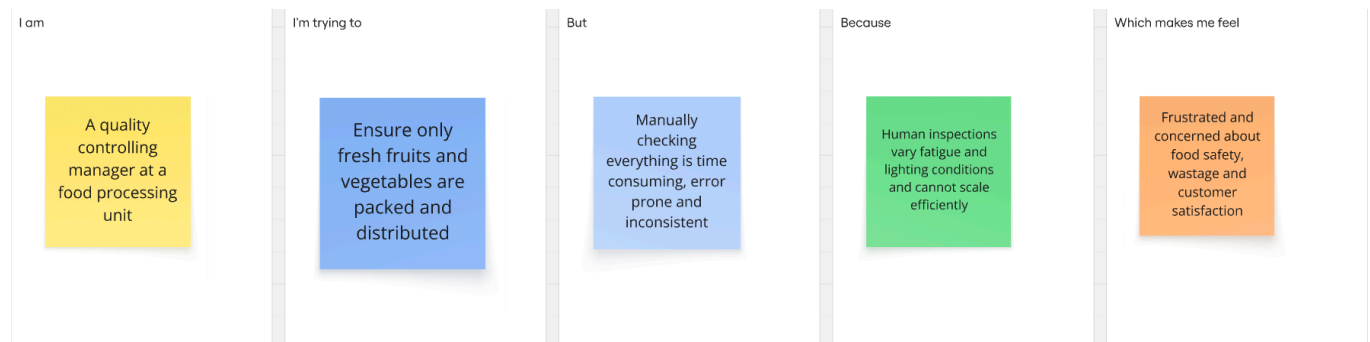 I am
A quality
controlling
manager at a
food processing
unit
I'm trying to
Ensure only
fresh fruits and
vegetables are
packed and
distributed
But
Manually
checking
everything is time
consuming, error
prone and
inconsistent
Because
Human inspections
vary fatigue and
lighting conditions
and cannot scale
efficiently
Which makes me feel
Frustrated and
concerned about
food safety,
wastage and
customer
satisfaction